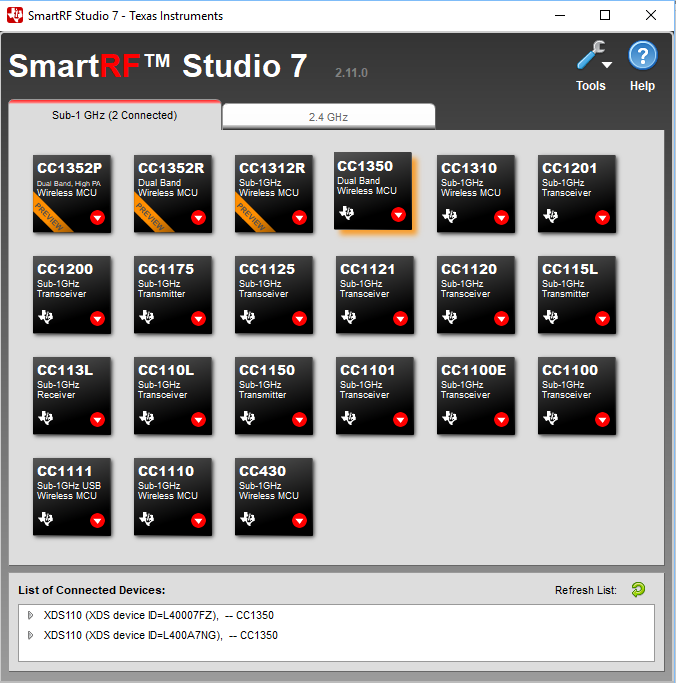 SmartRF Studio 7 - Texas Instruments
SmartRF™ Studio 7 2.11.0
Tools Help
Sub-1 GHz (2 Connected) 2.4 GHz
CC1352P
Dual Band, High PA
Wireless MCU
PREVIEW
CC1352R
Dual Band
Wireless MCU
PREVIEW
CC1312R
Sub-1GHz
Wireless MCU
PREVIEW
CC1350
Dual Band
Wireless MCU
CC1310
Sub-1GHz
Wireless MCU
CC1201
Sub-1GHz
Transceiver
CC1200
Sub-1GHz
Transceiver
CC1175
Sub-1GHz
Transmitter
CC1125
Sub-1GHz
Transceiver
CC1121
Sub-1GHz
Transceiver
CC1120
Sub-1GHz
Transceiver
CC115L
Sub-1GHz
Transmitter
CC113L
Sub-1GHz
Receiver
CC110L
Sub-1GHz
Transceiver
CC1150
Sub-1GHz
Transmitter
CC1101
Sub-1GHz
Transceiver
CC1100E
Sub-1GHz
Transceiver
CC1100
Sub-1GHz
Transceiver
CC1111
Sub-1GHz USB
Wireless MCU
CC1110
Sub-1GHz
Wireless MCU
CC430
Sub-1GHz
Wireless MCU
List of Connected Devices: Refresh List:
XDS110 (XDS device ID=L40007FZ), -- CC1350
XDS110 (XDS device ID=L400A7NG), -- CC1350